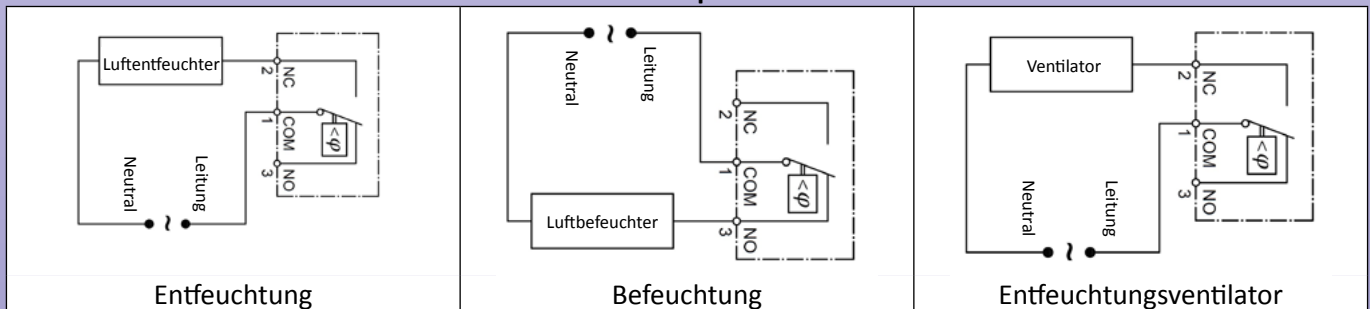 Luftentfeuchter
2
NC
1
COM
<φ
3
NO
Neutral
Leitung
~
Entfeuchtung
Neutral
Leitung
~
2
NC
1
COM
<φ
3
NO
Luftbefeuchter
Befeuchtung
Ventilator
2
NC
1
COM
<φ
3
NO
Neutral
Leitung
~
Entfeuchtungsventilator